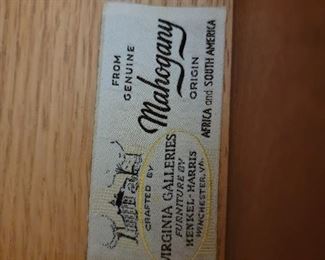 FROM
GENUINE
Mahogany
ORIGIN
AFRICA and SOUTH AMERICA
CRAFTED BY
VIRGINIA GALLERIES
FURNITURE BY
HENKEL-HARRIS
WINCHESTER, VA.